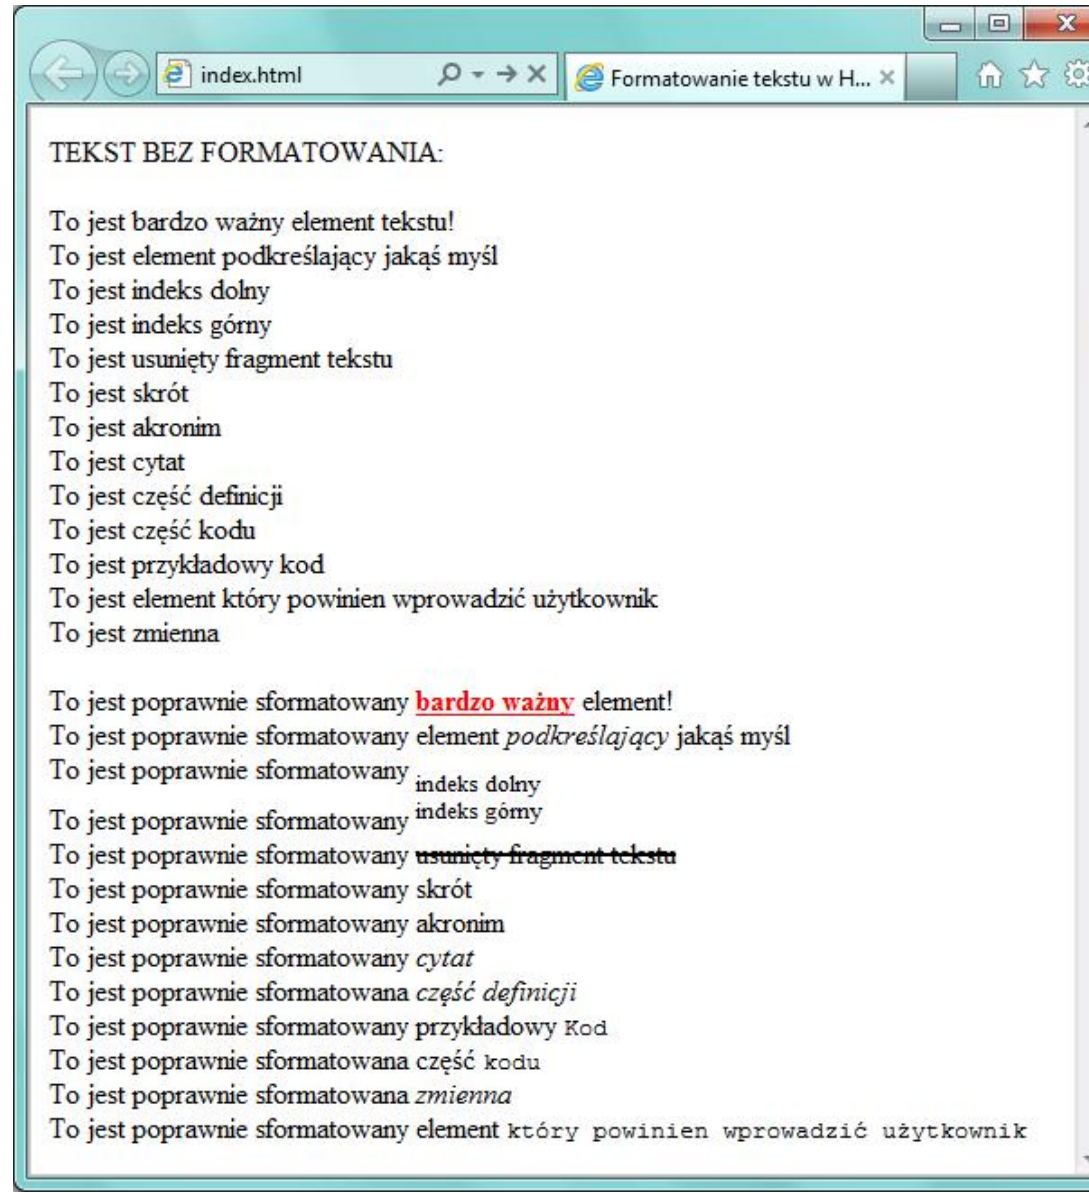 index.html
Formatowanie tekstu w H...
TEKST BEZ FORMATOWANIA:
To jest bardzo ważny element tekstu!
To jest element podkreślający jakąś myśl
To jest indeks dolny
To jest indeks górny
To jest usunięty fragment tekstu
To jest skrót
To jest akronim
To jest cytat
To jest część definicji
To jest część kodu
To jest przykładowy kod
To jest element który powinien wprowadzić użytkownik
To jest zmienna
To jest poprawnie sformatowany bardzo ważny element!
To jest poprawnie sformatowany element podkreślający jakąś myśl
To jest poprawnie sformatowany indeks dolny
To jest poprawnie sformatowany indeks górny
To jest poprawnie sformatowany usunięty fragment tekstu
To jest poprawnie sformatowany skrót
To jest poprawnie sformatowany akronim
To jest poprawnie sformatowany cytat
To jest poprawnie sformatowana część definicji
To jest poprawnie sformatowany przykładowy Kod
To jest poprawnie sformatowana część kodu
To jest poprawnie sformatowana zmienna
To jest poprawnie sformatowany element który powinien wprowadzić użytkownik